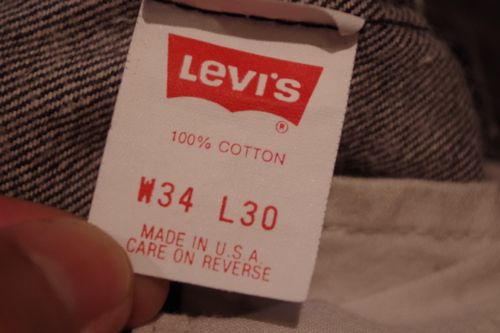 Levi's
®
100% COTTON
W34 L30
MADE IN U.S.A.
CARE ON REVERSE